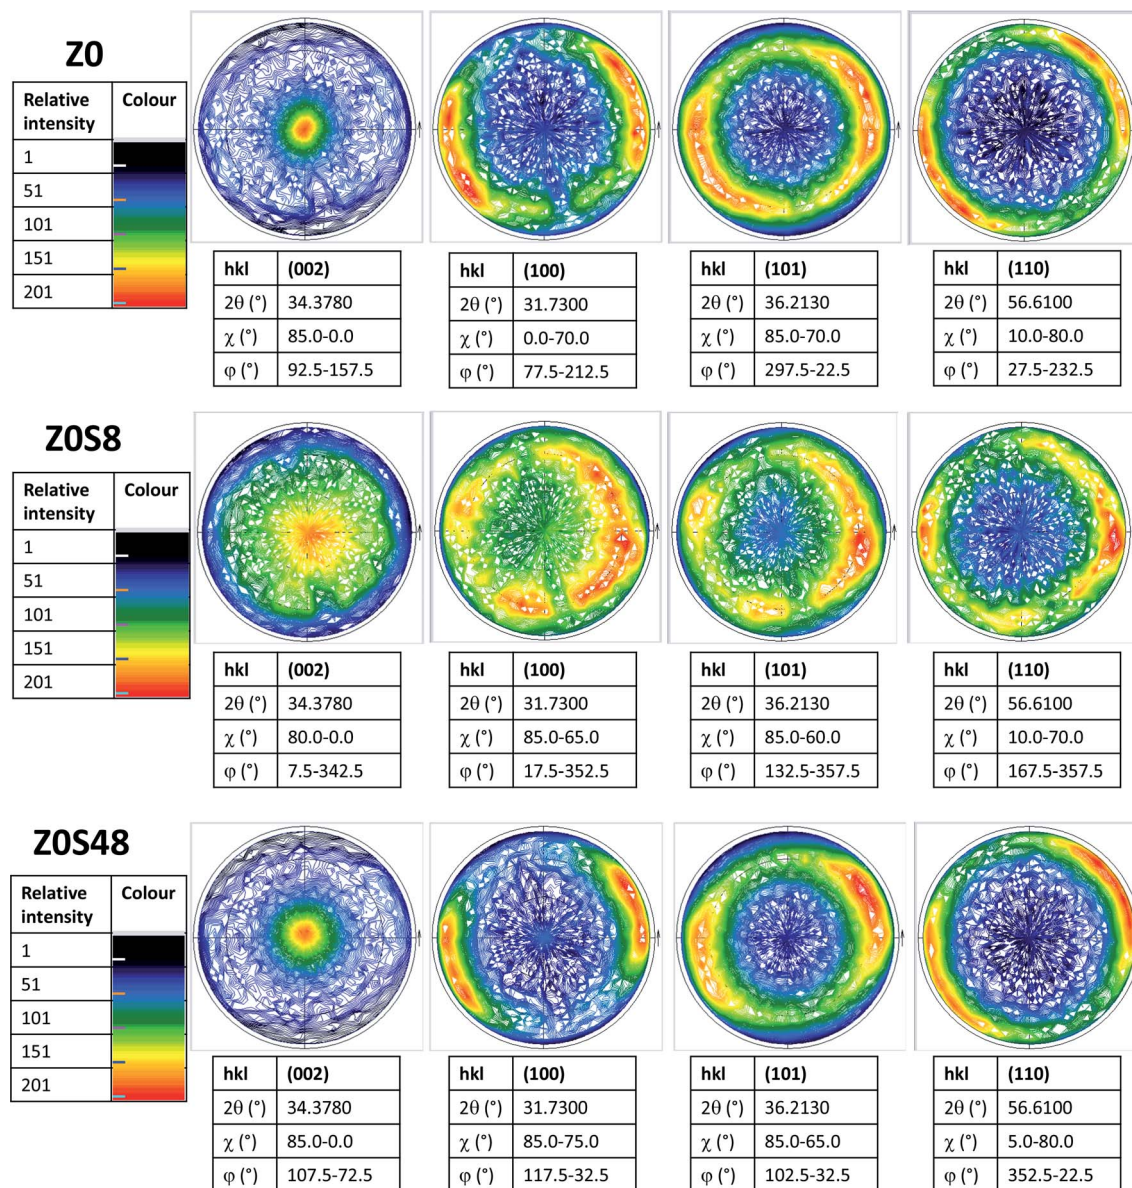 Z0
Relative intensity Colour
1
51
101
151
201
hkl (002)
2θ (°) 34.3780
χ (°) 85.0-0.0
φ (°) 92.5-157.5
hkl (100)
2θ (°) 31.7300
χ (°) 0.0-70.0
φ (°) 77.5-212.5
hkl (101)
2θ (°) 36.2130
χ (°) 85.0-70.0
φ (°) 297.5-22.5
hkl (110)
2θ (°) 56.6100
χ (°) 10.0-80.0
φ (°) 27.5-232.5
Z0S8
Relative intensity Colour
1
51
101
151
201
hkl (002)
2θ (°) 34.3780
χ (°) 80.0-0.0
φ (°) 7.5-342.5
hkl (100)
2θ (°) 31.7300
χ (°) 85.0-65.0
φ (°) 17.5-352.5
hkl (101)
2θ (°) 36.2130
χ (°) 85.0-60.0
φ (°) 132.5-357.5
hkl (110)
2θ (°) 56.6100
χ (°) 10.0-70.0
φ (°) 167.5-357.5
Z0S48
Relative intensity Colour
1
51
101
151
201
hkl (002)
2θ (°) 34.3780
χ (°) 85.0-0.0
φ (°) 107.5-72.5
hkl (100)
2θ (°) 31.7300
χ (°) 85.0-75.0
φ (°) 117.5-32.5
hkl (101)
2θ (°) 36.2130
χ (°) 85.0-65.0
φ (°) 102.5-32.5
hkl (110)
2θ (°) 56.6100
χ (°) 5.0-80.0
φ (°) 352.5-22.5